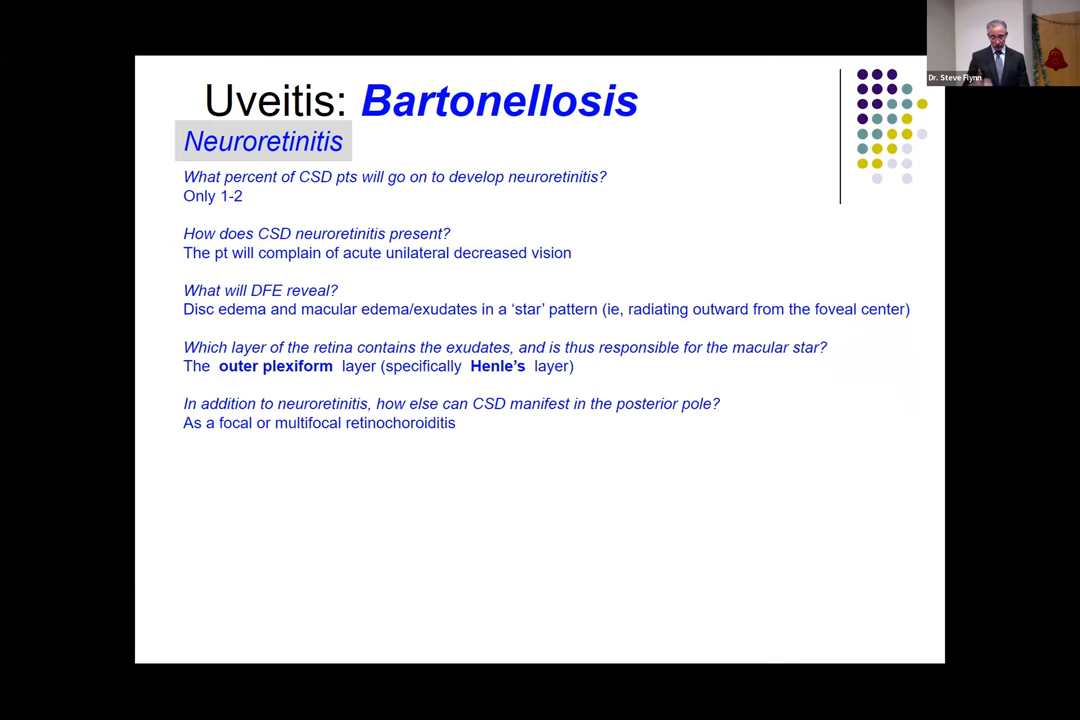 Uveitis: Bartonellosis
Neuroretinitis
What percent of CSD pts will go on to develop neuroretinitis?
Only 1-2
How does CSD neuroretinitis present?
The pt will complain of acute unilateral decreased vision
What will DFE reveal?
Disc edema and macular edema/exudates in a ‘star’ pattern (ie, radiating outward from the foveal center)
Which layer of the retina contains the exudates, and is thus responsible for the macular star?
The outer plexiform layer (specifically Henle’s layer)
In addition to neuroretinitis, how else can CSD manifest in the posterior pole?
As a focal or multifocal retinochoroiditis
Dr. Steve Flynn